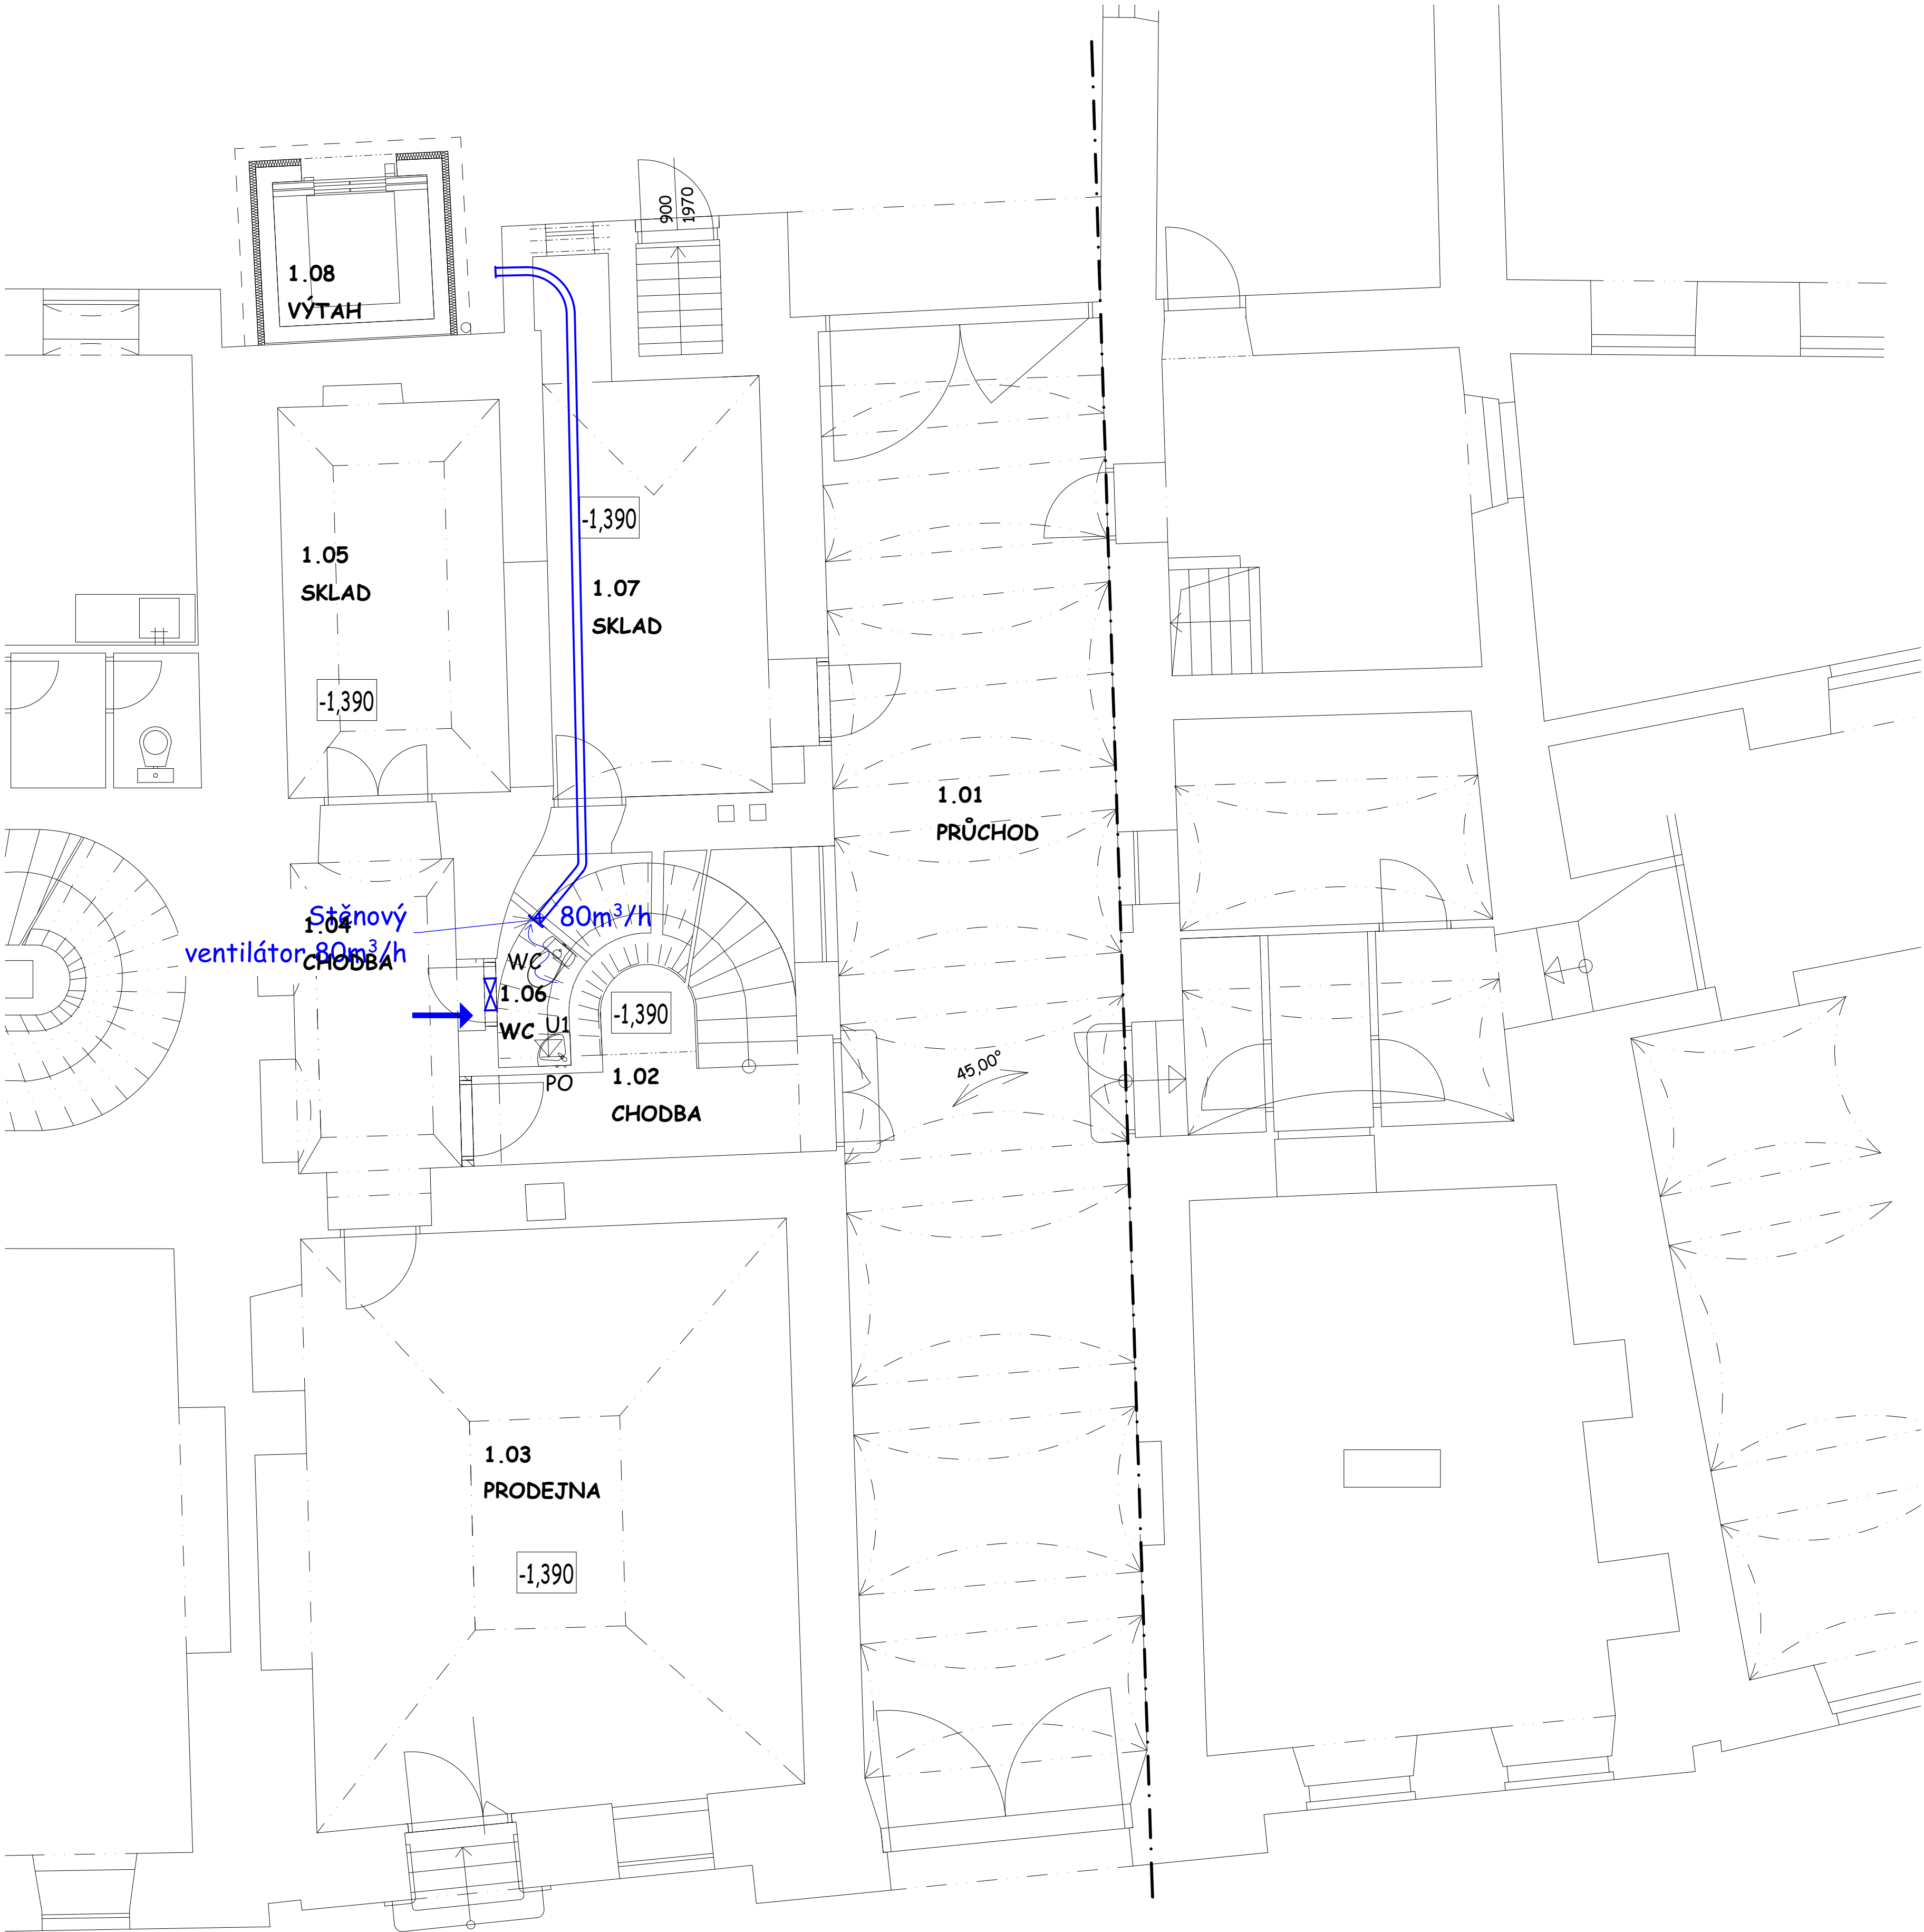 900
1970
1.08
VÝTAH
-1,390
1.05
SKLAD
1.07
SKLAD
-1,390
1.01
PRŮCHOD
Stěnový
ventilátor 80m³/h
80m³/h
1.04
CHODBA
WC
1.06
WC
U1
PO
-1,390
1.02
CHODBA
45,00°
1.03
PRODEJNA
-1,390